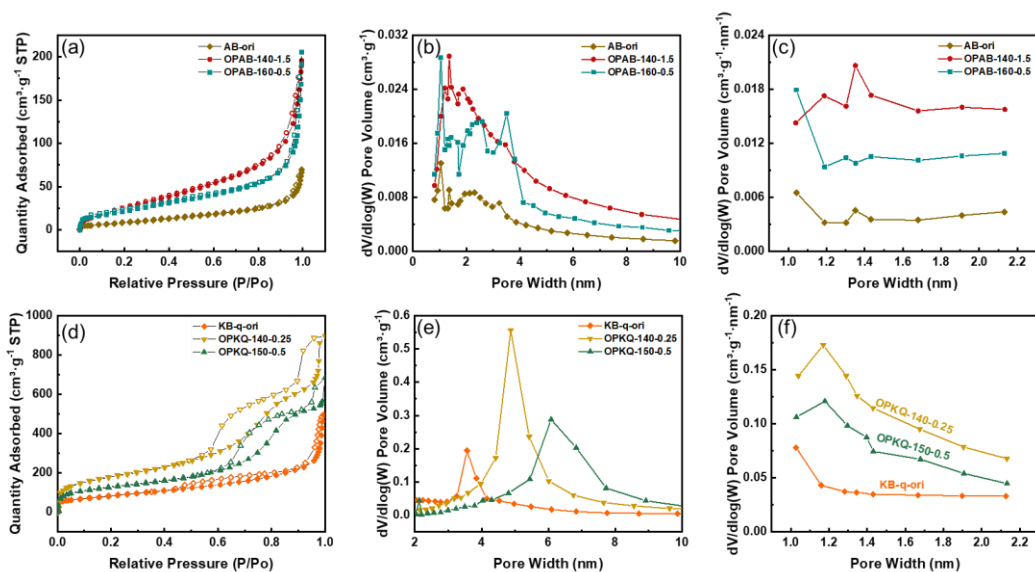 (a)
AB-ori
OPAB-140-1.5
OPAB-160-0.5
Quantity Adsorbed (cm³·g⁻¹ STP)
200
150
100
50
0
0.0 0.2 0.4 0.6 0.8 1.0
Relative Pressure (P/Po)
(b)
AB-ori
OPAB-140-1.5
OPAB-160-0.5
dV/dlog(W) Pore Volume (cm³·g⁻¹)
0.032
0.024
0.016
0.008
0.000
0 2 4 6 8 10
Pore Width (nm)
(c)
AB-ori
OPAB-140-1.5
OPAB-160-0.5
dV/dlog(W) Pore Volume (cm³·g⁻¹·nm⁻¹)
0.030
0.024
0.018
0.012
0.006
0.000
1.0 1.2 1.4 1.6 1.8 2.0 2.2
Pore Width (nm)
(d)
KB-q-ori
OPKQ-140-0.25
OPKQ-150-0.5
Quantity Adsorbed (cm³·g⁻¹ STP)
1000
800
600
400
200
0
0.0 0.2 0.4 0.6 0.8 1.0
Relative Pressure (P/Po)
(e)
KB-q-ori
OPKQ-140-0.25
OPKQ-150-0.5
dV/dlog(W) Pore Volume (cm³·g⁻¹)
0.6
0.5
0.4
0.3
0.2
0.1
0.0
2 4 6 8 10
Pore Width (nm)
(f)
OPKQ-140-0.25
OPKQ-150-0.5
KB-q-ori
dV/dlog(W) Pore Volume (cm³·g⁻¹·nm⁻¹)
0.20
0.15
0.10
0.05
0.00
1.0 1.2 1.4 1.6 1.8 2.0 2.2
Pore Width (nm)